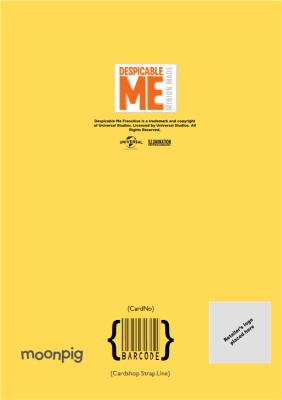 DESPICABLE
ME
MINION MADE
Despicable Me Franchise is a trademark and copyright
of Universal Studios. Licensed by Universal Studios. All
Rights Reserved.
UNIVERSAL
ILLUMINATION
{CardNo}
{BARCODE}
Retailer's logo
placed here
moonpig
{Cardshop Strap Line}